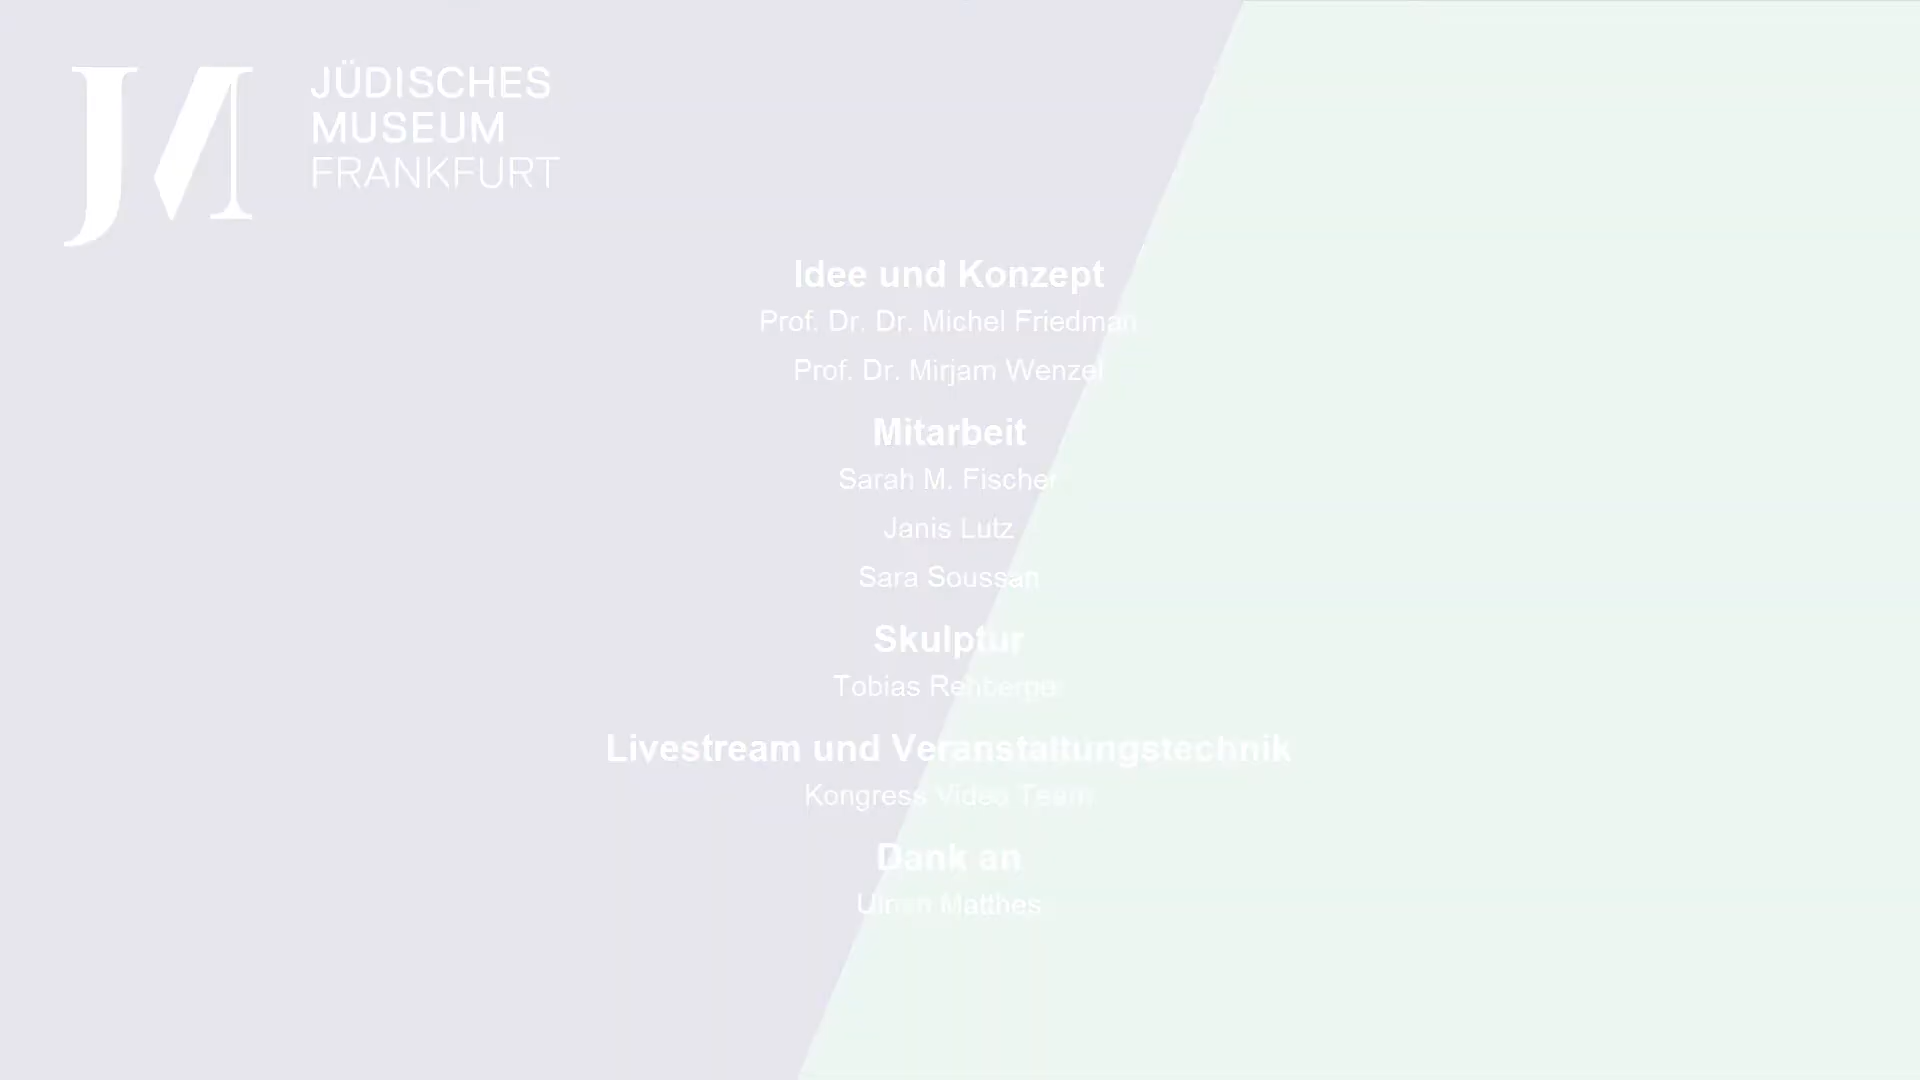 JM
JÜDISCHES
MUSEUM
FRANKFURT
Idee und Konzept
Prof. Dr. Dr. Michel Friedman
Prof. Dr. Mirjam Wenzel
Mitarbeit
Sarah M. Fischer
Janis Lutz
Sara Soussan
Skulptur
Tobias
Livestream und Veranstaltungstechnik
Kongress Video Team
Dank an
Matthes